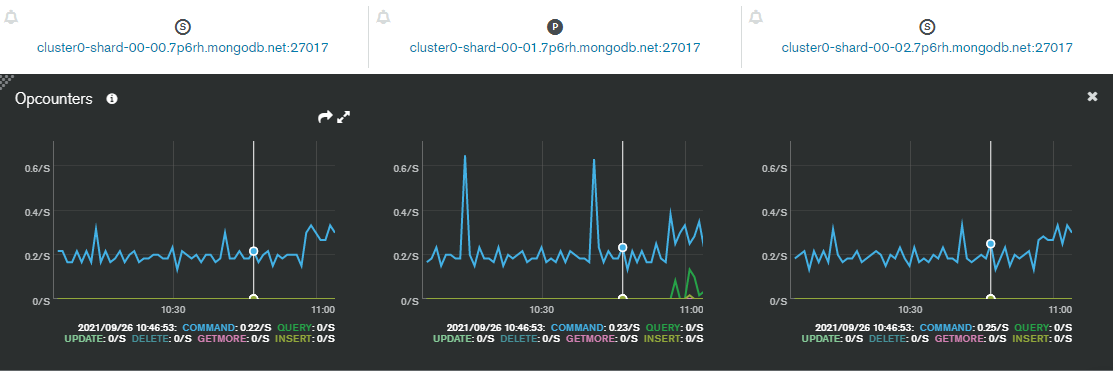 S
P
S
cluster0-shard-00-00.7p6rh.mongodb.net:27017
cluster0-shard-00-01.7p6rh.mongodb.net:27017
cluster0-shard-00-02.7p6rh.mongodb.net:27017
Opcounters
0.6/S
0.4/S
0.2/S
0/S
10:30
11:00
2021/09/26 10:46:53: COMMAND: 0.22/S QUERY: 0/S
UPDATE: 0/S DELETE: 0/S GETMORE: 0/S INSERT: 0/S
0.6/S
0.4/S
0.2/S
0/S
10:30
11:00
2021/09/26 10:46:53: COMMAND: 0.23/S QUERY: 0/S
UPDATE: 0/S DELETE: 0/S GETMORE: 0/S INSERT: 0/S
0.6/S
0.4/S
0.2/S
0/S
10:30
11:00
2021/09/26 10:46:53: COMMAND: 0.25/S QUERY: 0/S
UPDATE: 0/S DELETE: 0/S GETMORE: 0/S INSERT: 0/S